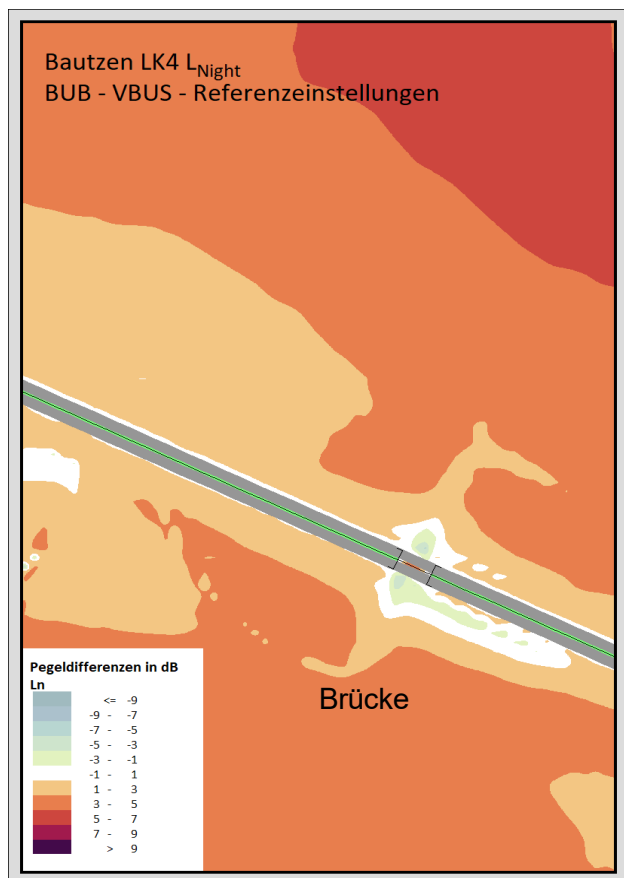 Bautzen LK4 L_Night
BUB - VBUS - Referenzeinstellungen
Brücke
Pegeldifferenzen in dB
Ln
<= -9
-9 - -7
-7 - -5
-5 - -3
-3 - -1
-1 - 1
1 - 3
3 - 5
5 - 7
7 - 9
> 9